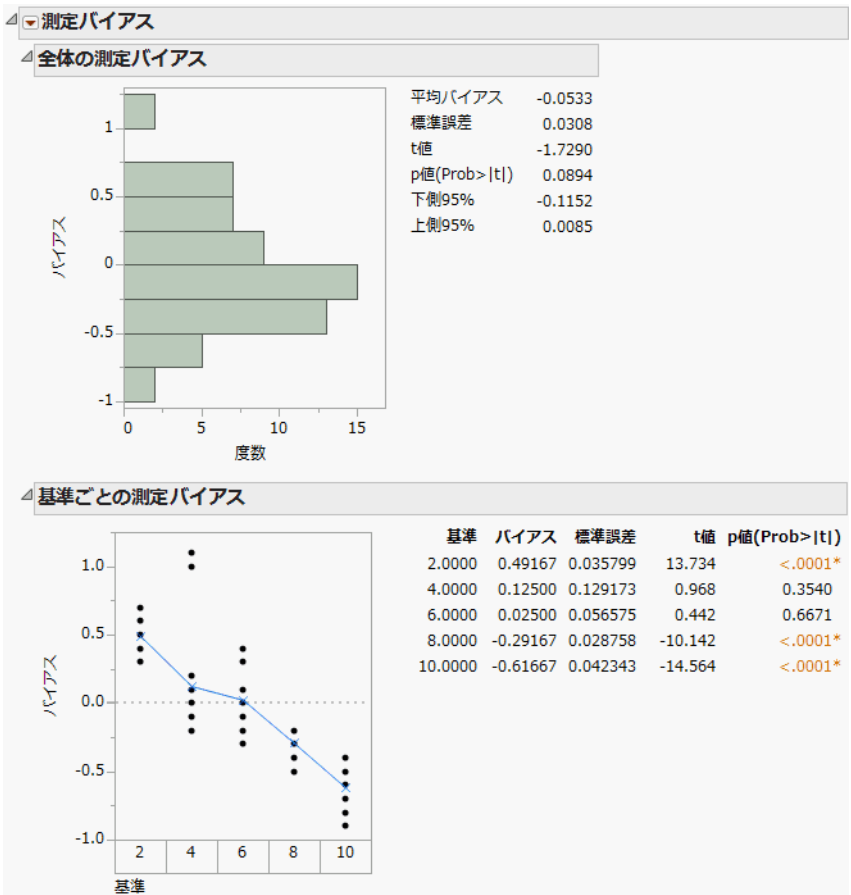 測定バイアス
全体の測定バイアス
平均バイアス -0.0533
標準誤差 0.0308
t値 -1.7290
p値(Prob>|t|) 0.0894
下側95% -0.1152
上側95% 0.0085
バイアス
1
0.5
0
-0.5
-1
0 5 10 15
度数
基準ごとの測定バイアス
基準 バイアス 標準誤差 t値 p値(Prob>|t|)
2.0000 0.49167 0.035799 13.734 <.0001*
4.0000 0.12500 0.129173 0.968 0.3540
6.0000 0.02500 0.056575 0.442 0.6671
8.0000 -0.29167 0.028758 -10.142 <.0001*
10.0000 -0.61667 0.042343 -14.564 <.0001*
バイアス
1.0
0.5
0.0
-0.5
-1.0
2 4 6 8 10
基準